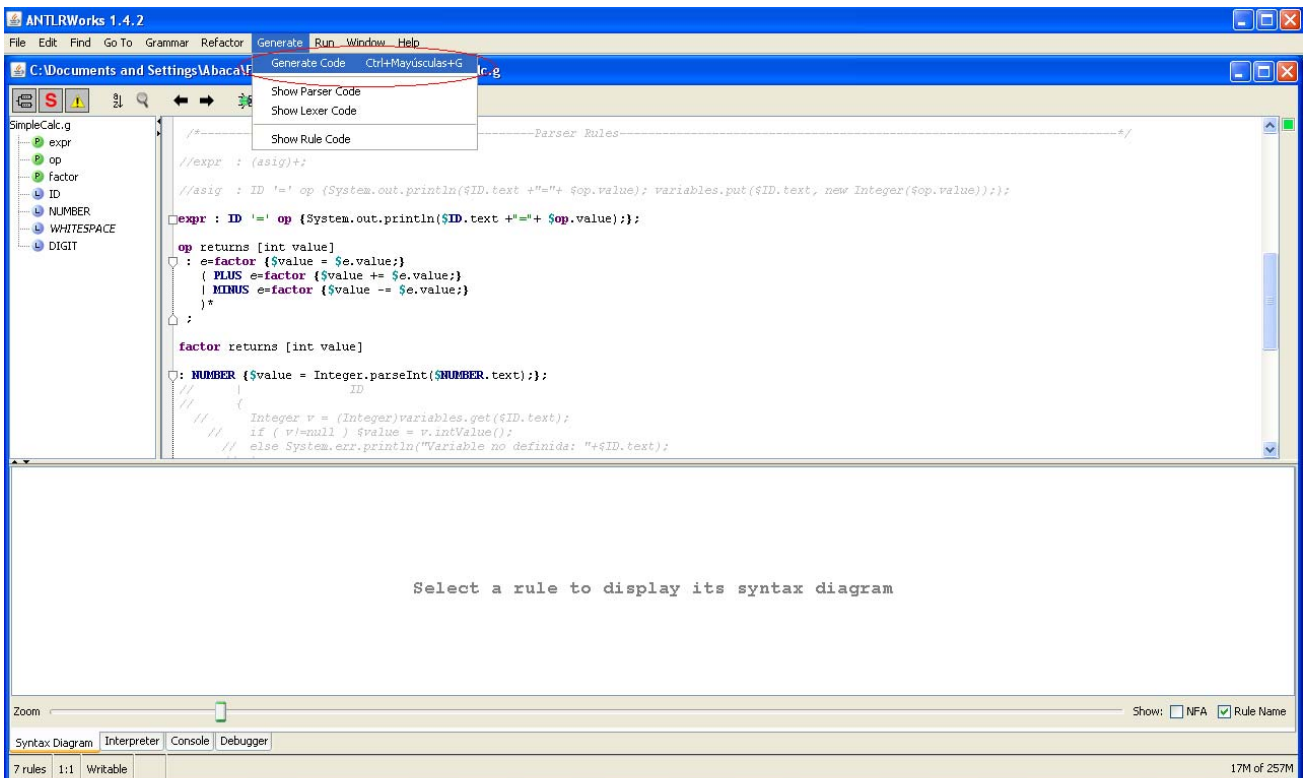 ANTLRWorks 1.4.2
File Edit Find Go To Grammar Refactor Generate Run Window Help
Generate Code Ctrl+Mayúsculas+G
Show Parser Code
Show Lexer Code
Show Rule Code
C:\Documents and Settings\Abaca\ c.g
SimpleCalc.g
expr
op
factor
ID
NUMBER
WHITESPACE
DIGIT
/*------Parser Rules------*/
//expr : (asig)+;
//asig : ID '=' op {System.out.println($ID.text +"="+ $op.value); variables.put($ID.text, new Integer($op.value));};
expr : ID '=' op {System.out.println($ID.text +"="+ $op.value);};
op returns [int value]
: e=factor {$value = $e.value;}
( PLUS e=factor {$value += $e.value;}
| MINUS e=factor {$value -= $e.value;}
)*
;
factor returns [int value]
: NUMBER {$value = Integer.parseInt($NUMBER.text);};
// | ID
// {
// Integer v = (Integer)variables.get($ID.text);
// if ( v!=null ) $value = v.intValue();
// else System.err.println("Variable no definida: "+$ID.text);
Select a rule to display its syntax diagram
Zoom Show: NFA Rule Name
Syntax Diagram Interpreter Console Debugger
7 rules 1:1 Writable 17M of 257M